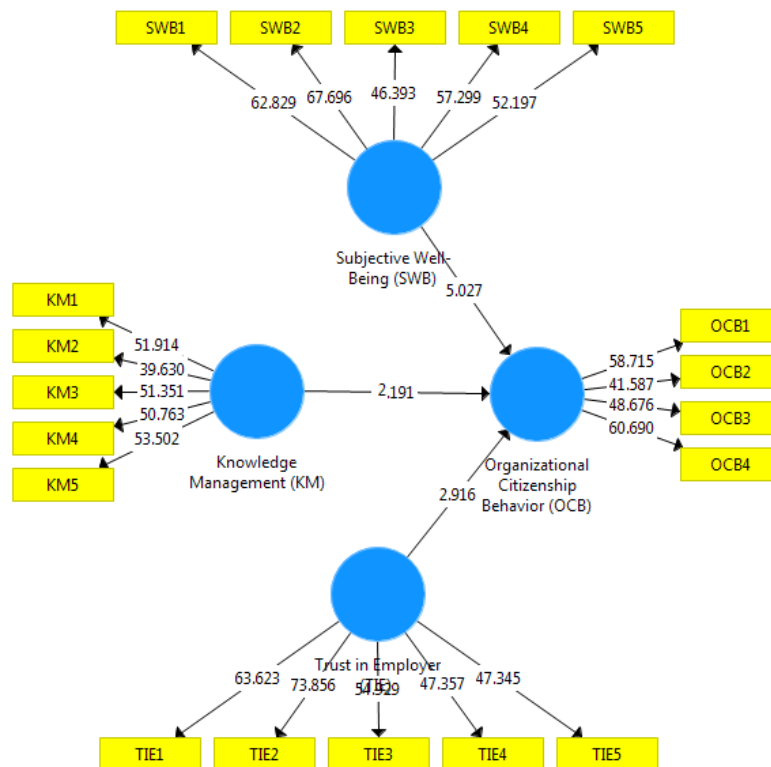 SWB1 SWB2 SWB3 SWB4 SWB5
62.829 67.696 46.393 57.299 52.197
Subjective Well-
Being (SWB)
5.027
KM1
KM2
KM3
KM4
KM5
51.914
39.630
51.351
50.763
53.502
Knowledge
Management (KM)
2.191
OCB1
OCB2
OCB3
OCB4
58.715
41.587
48.676
60.690
Organizational
Citizenship
Behavior (OCB)
2.916
Trust in Employer
(TIE)
63.623 73.856 47.357 47.345
TIE1 TIE2 TIE3 TIE4 TIE5